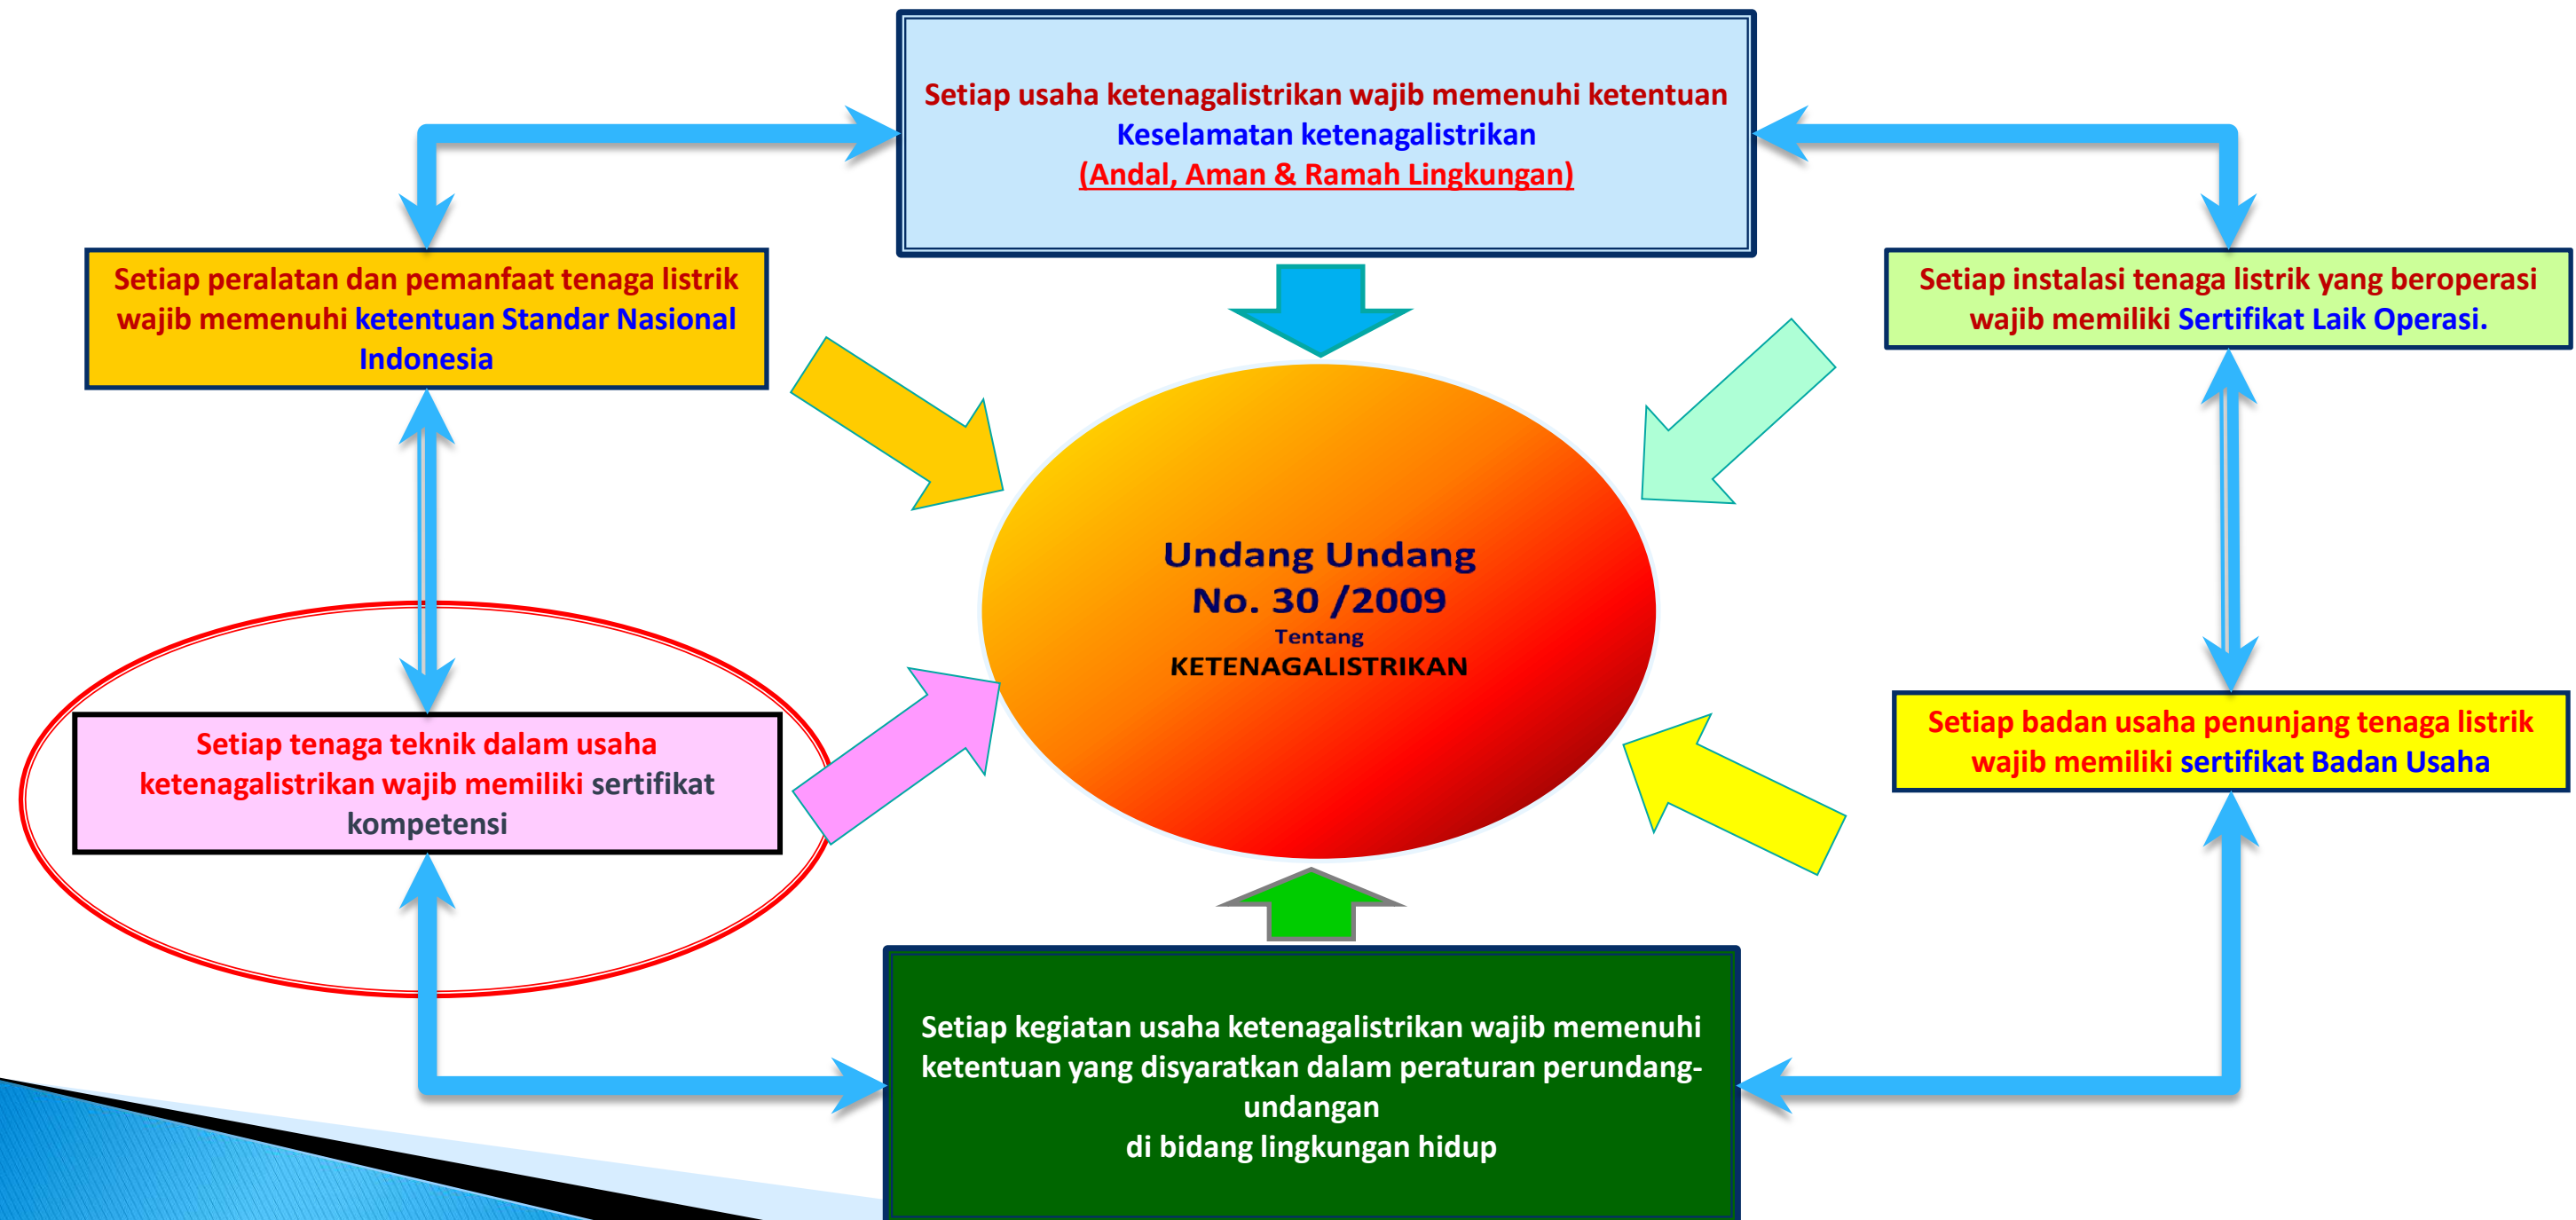 Setiap usaha ketenagalistrikan wajib memenuhi ketentuan
Keselamatan ketenagalistrikan
(Andal, Aman & Ramah Lingkungan)
Setiap peralatan dan pemanfaat tenaga listrik
wajib memenuhi ketentuan Standar Nasional
Indonesia
Setiap instalasi tenaga listrik yang beroperasi
wajib memiliki Sertifikat Laik Operasi.
Undang Undang
No. 30 /2009
Tentang
KETENAGALISTRIKAN
Setiap tenaga teknik dalam usaha
ketenagalistrikan wajib memiliki sertifikat
kompetensi
Setiap badan usaha penunjang tenaga listrik
wajib memiliki sertifikat Badan Usaha
Setiap kegiatan usaha ketenagalistrikan wajib memenuhi
ketentuan yang disyaratkan dalam peraturan perundang-
undangan
di bidang lingkungan hidup